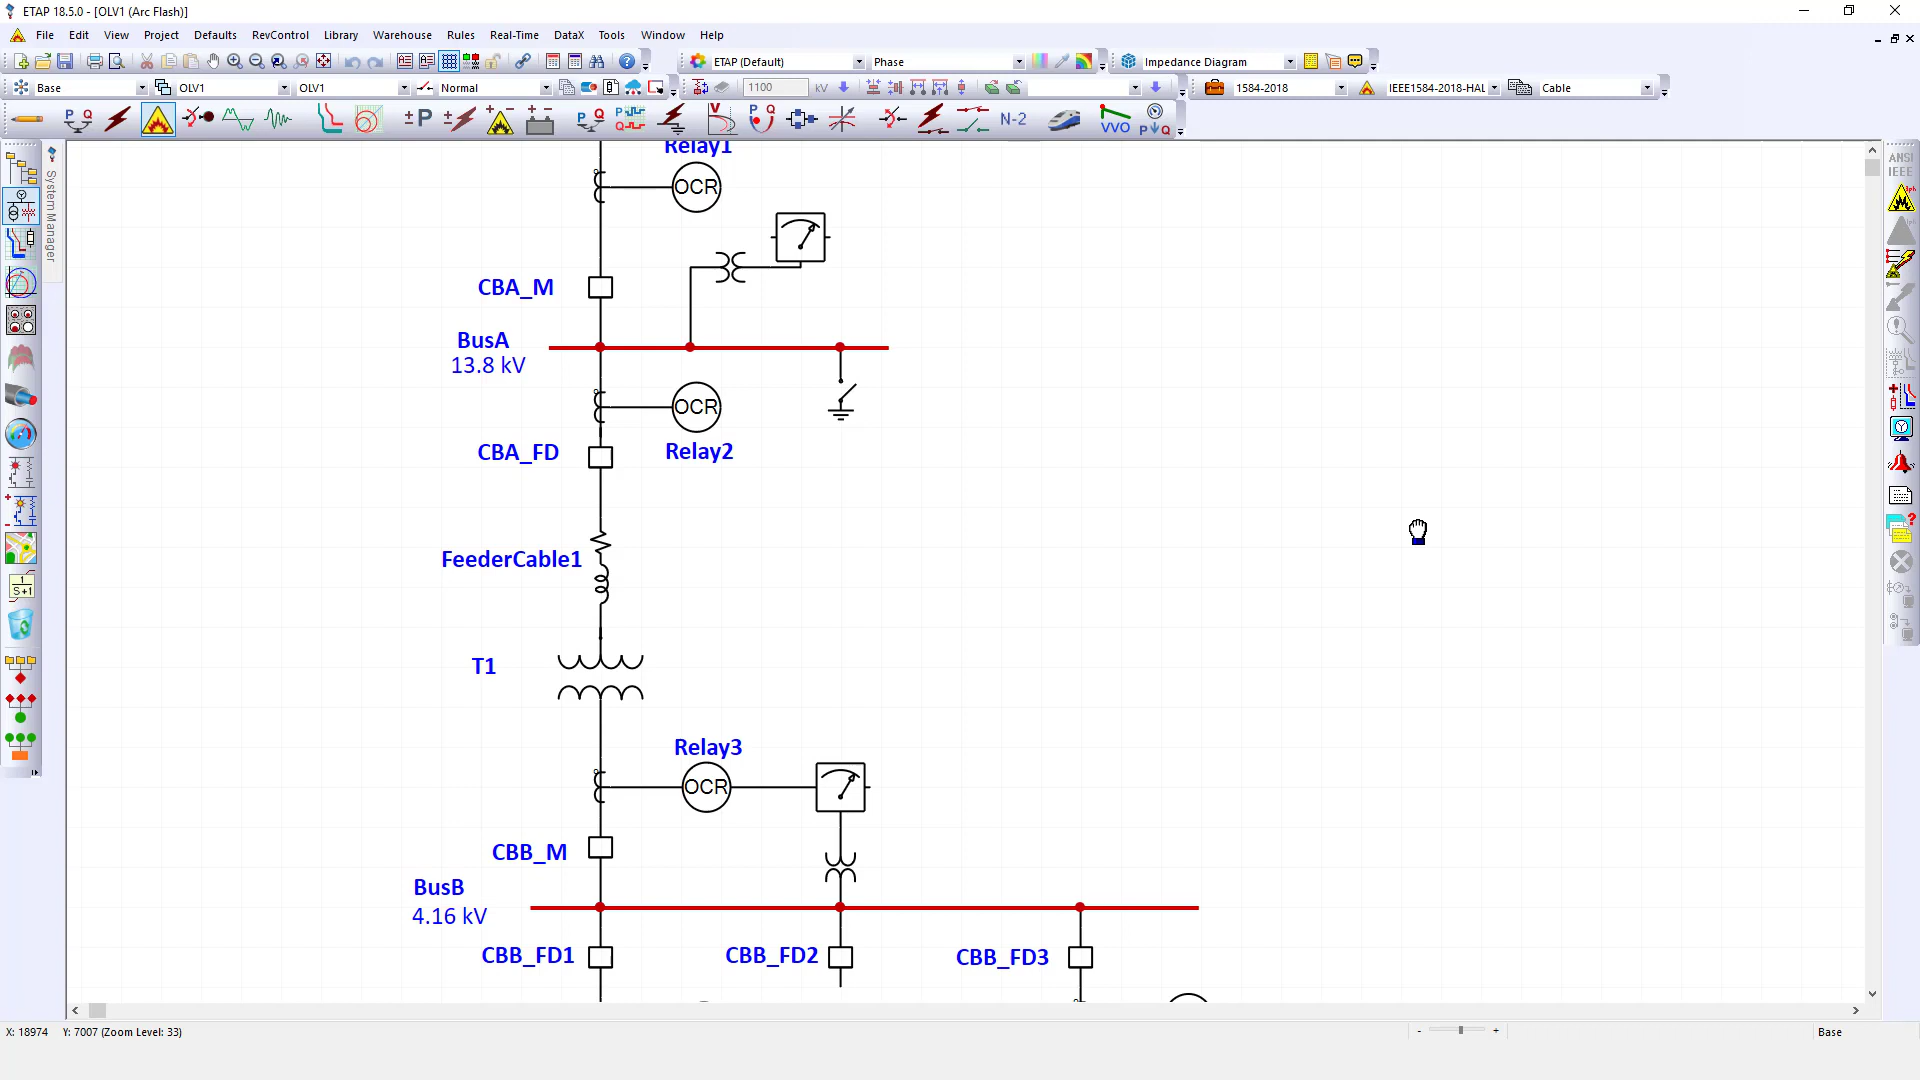 ETAP 18.5.0 - [OLV1 (Arc Flash)]
File Edit View Project Defaults RevControl Library Warehouse Rules Real-Time DataX Tools Window Help
ETAP (Default) Phase Impedance Diagram
Base OLV1 OLV1 Normal 1100 kV 1584-2018 IEEE1584-2018-HAL Cable
P Q ±P V P Q N-2 VVO P Q
System Manager
ANSI
IEEE
Relay1
OCR
CBA_M
BusA
13.8 kV
OCR
CBA_FD
Relay2
FeederCable1
1
S+1
T1
Relay3
OCR
CBB_M
BusB
4.16 kV
CBB_FD1 CBB_FD2 CBB_FD3
X: 18974 Y: 7007 (Zoom Level: 33) - + Base